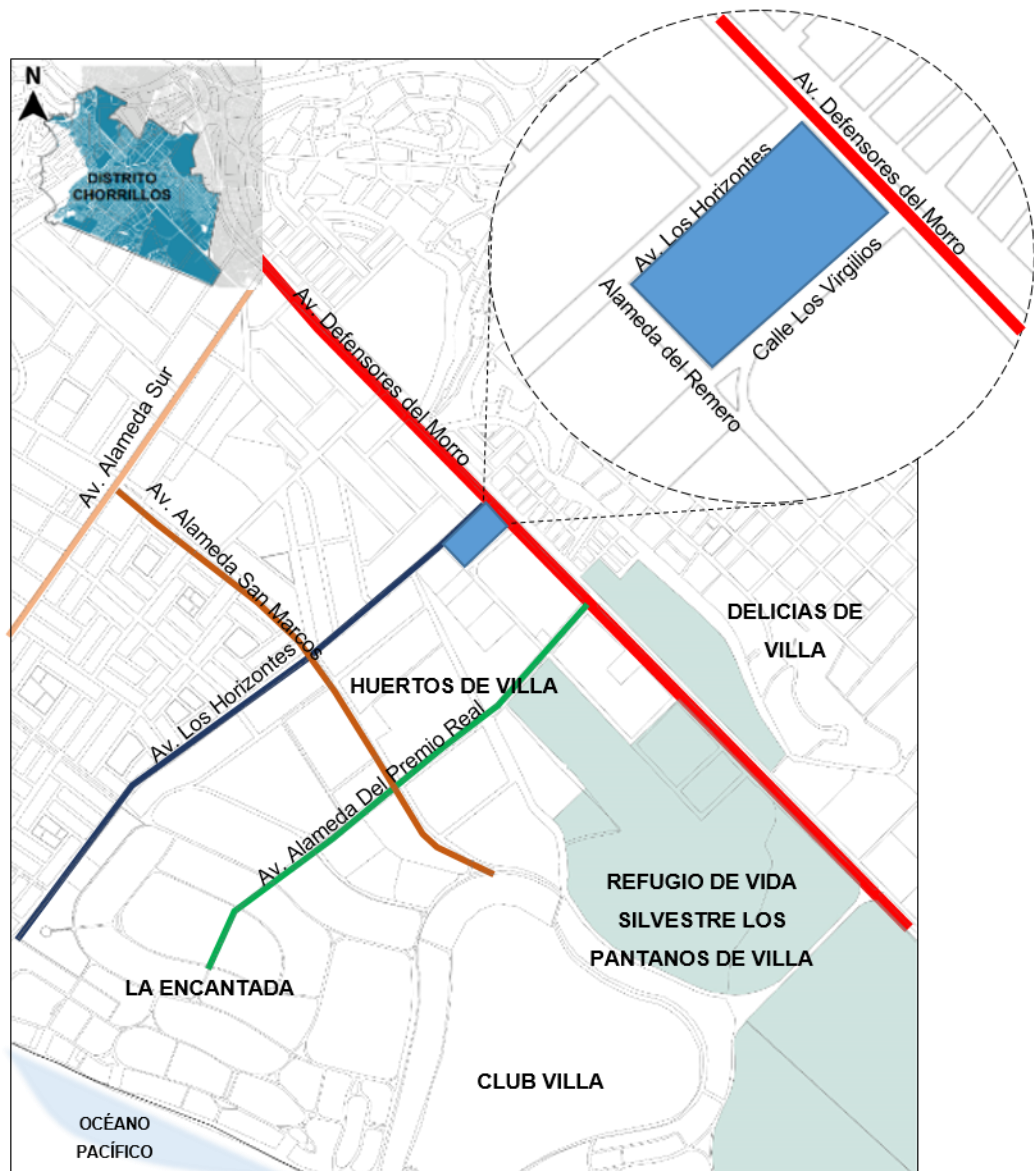 N
DISTRITO
CHORRILLOS
Av. Defensores del Morro
Av. Los Horizontes
Calle Los Virgilios
Alameda del Remero
Av. Defensores del Morro
Av. Alameda Sur
Av. Alameda San Marcos
Av. Los Horizontes
HUERTOS DE VILLA
DELICIAS DE
VILLA
Av. Alameda Del Premio Real
REFUGIO DE VIDA
SILVESTRE LOS
PANTANOS DE VILLA
LA ENCANTADA
CLUB VILLA
OCÉANO
PACÍFICO